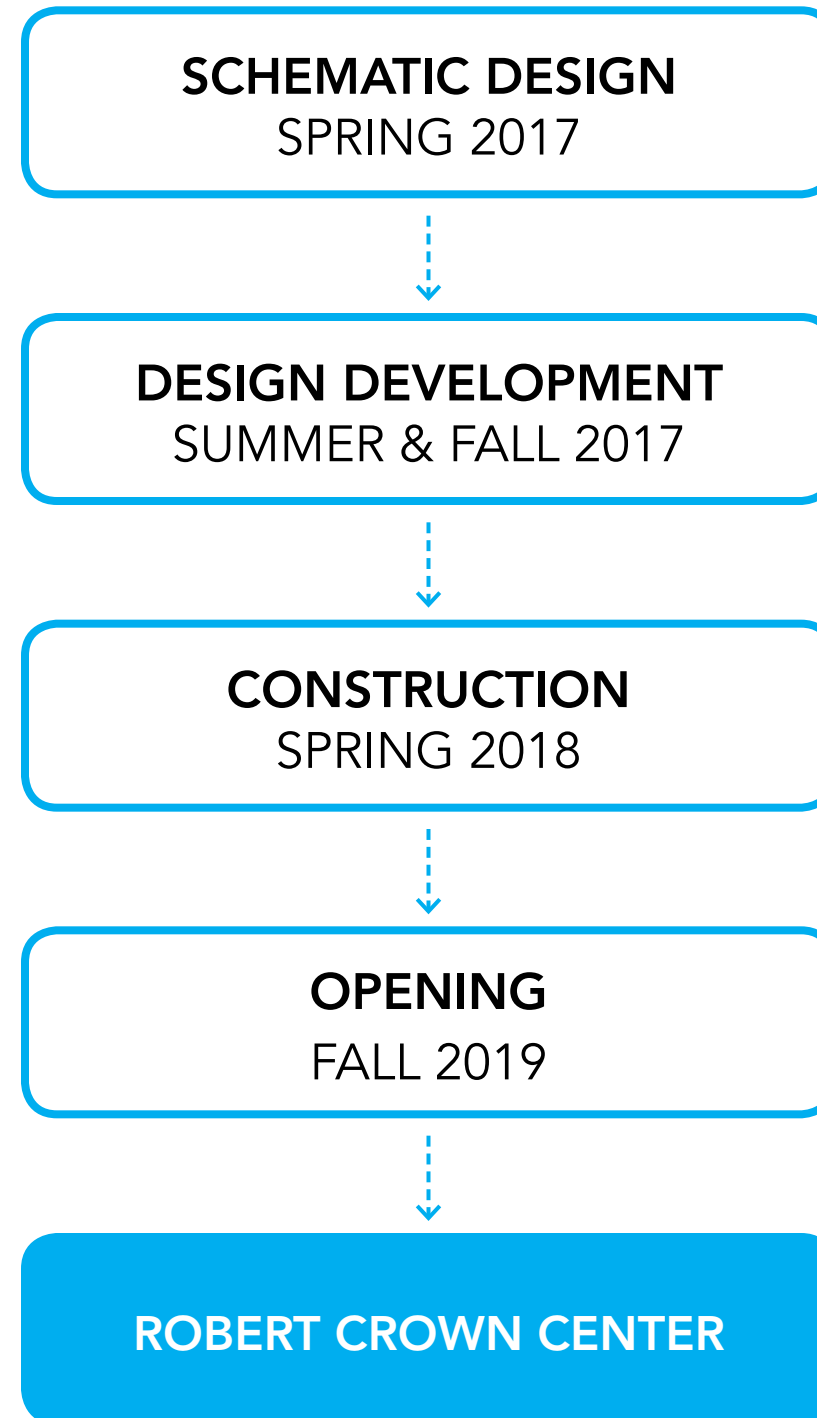 SCHEMATIC DESIGN
SPRING 2017
DESIGN DEVELOPMENT
SUMMER & FALL 2017
CONSTRUCTION
SPRING 2018
OPENING
FALL 2019
ROBERT CROWN CENTER